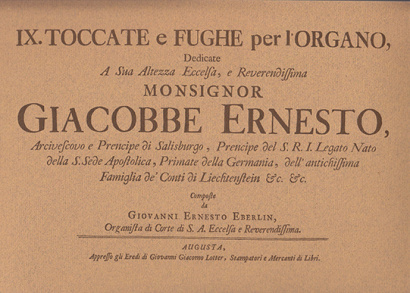 IX. TOCCATE e FUGHE per l'ORGANO,
Dedicate
A Sua Altezza Eccelſa, e Reverendiſſima
MONSIGNOR
GIACOBBE ERNESTO,
Arciveſcovo e Prencipe di Salisburgo, Prencipe del S. R. I. Legato Nato
della S. Sède Apoſtolica, Primate della Germania, dell' antichiſſima
Famiglia de' Conti di Liechtenſtein &c. &c.
Compoſte
da
GIOVANNI ERNESTO EBERLIN,
Organiſta di Corte di S. A. Eccelſa e Reverendiſſima.
AUGUSTA,
Appreſſo gli Eredi di Giovanni Giacomo Lotter, Stampatori e Mercanti di Libri.